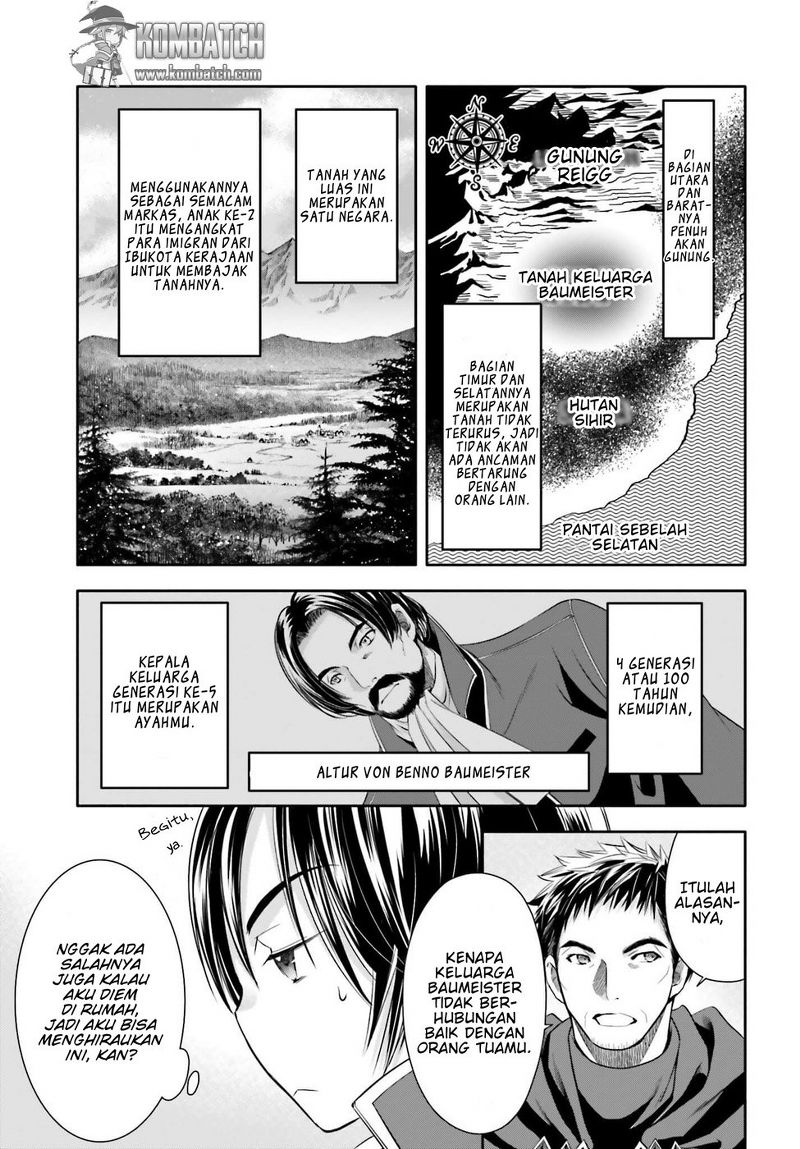 KOMBATCH
www.kombatch.com
N
W
E
S
DI
BAGIAN
UTARA
DAN
BARAT-
NYA
PENUH
AKAN
GUNUNG.
GUNUNG
REIGG
TANAH KELUARGA
BAUMEISTER
BAGIAN
TIMUR DAN
SELATANNYA
MERUPAKAN
TANAH TIDAK
TERURUS, JADI
TIDAK AKAN
ADA ANCAMAN
BERTARUNG
DENGAN
ORANG LAIN.
HUTAN
SIHIR
PANTAI SEBELAH
SELATAN
TANAH YANG
LUAS INI
MERUPAKAN
SATU NEGARA.
MENGGUNAKANNYA
SEBAGAI SEMACAM
MARKAS, ANAK KE-2
ITU MENGANGKAT
PARA IMIGRAN DARI
IBUKOTA KERAJAAN
UNTUK MEMBAJAK
TANAHNYA.
4 GENERASI
ATAU 100
TAHUN
KEMUDIAN,
KEPALA
KELUARGA
GENERASI KE-5
ITU MERUPAKAN
AYAHMU.
ALTUR VON BENNO BAUMEISTER
ITULAH
ALASAN-
NYA,
KENAPA
KELUARGA
BAUMEISTER
TIDAK BER-
HUBUNGAN
BAIK DENGAN
ORANG TUAMU.
Begitu,
ya.
NGGAK ADA
SALAHNYA
JUGA KALAU
AKU DIEM
DI RUMAH,
JADI AKU BISA
MENGHIRAUKAN
INI, KAN?